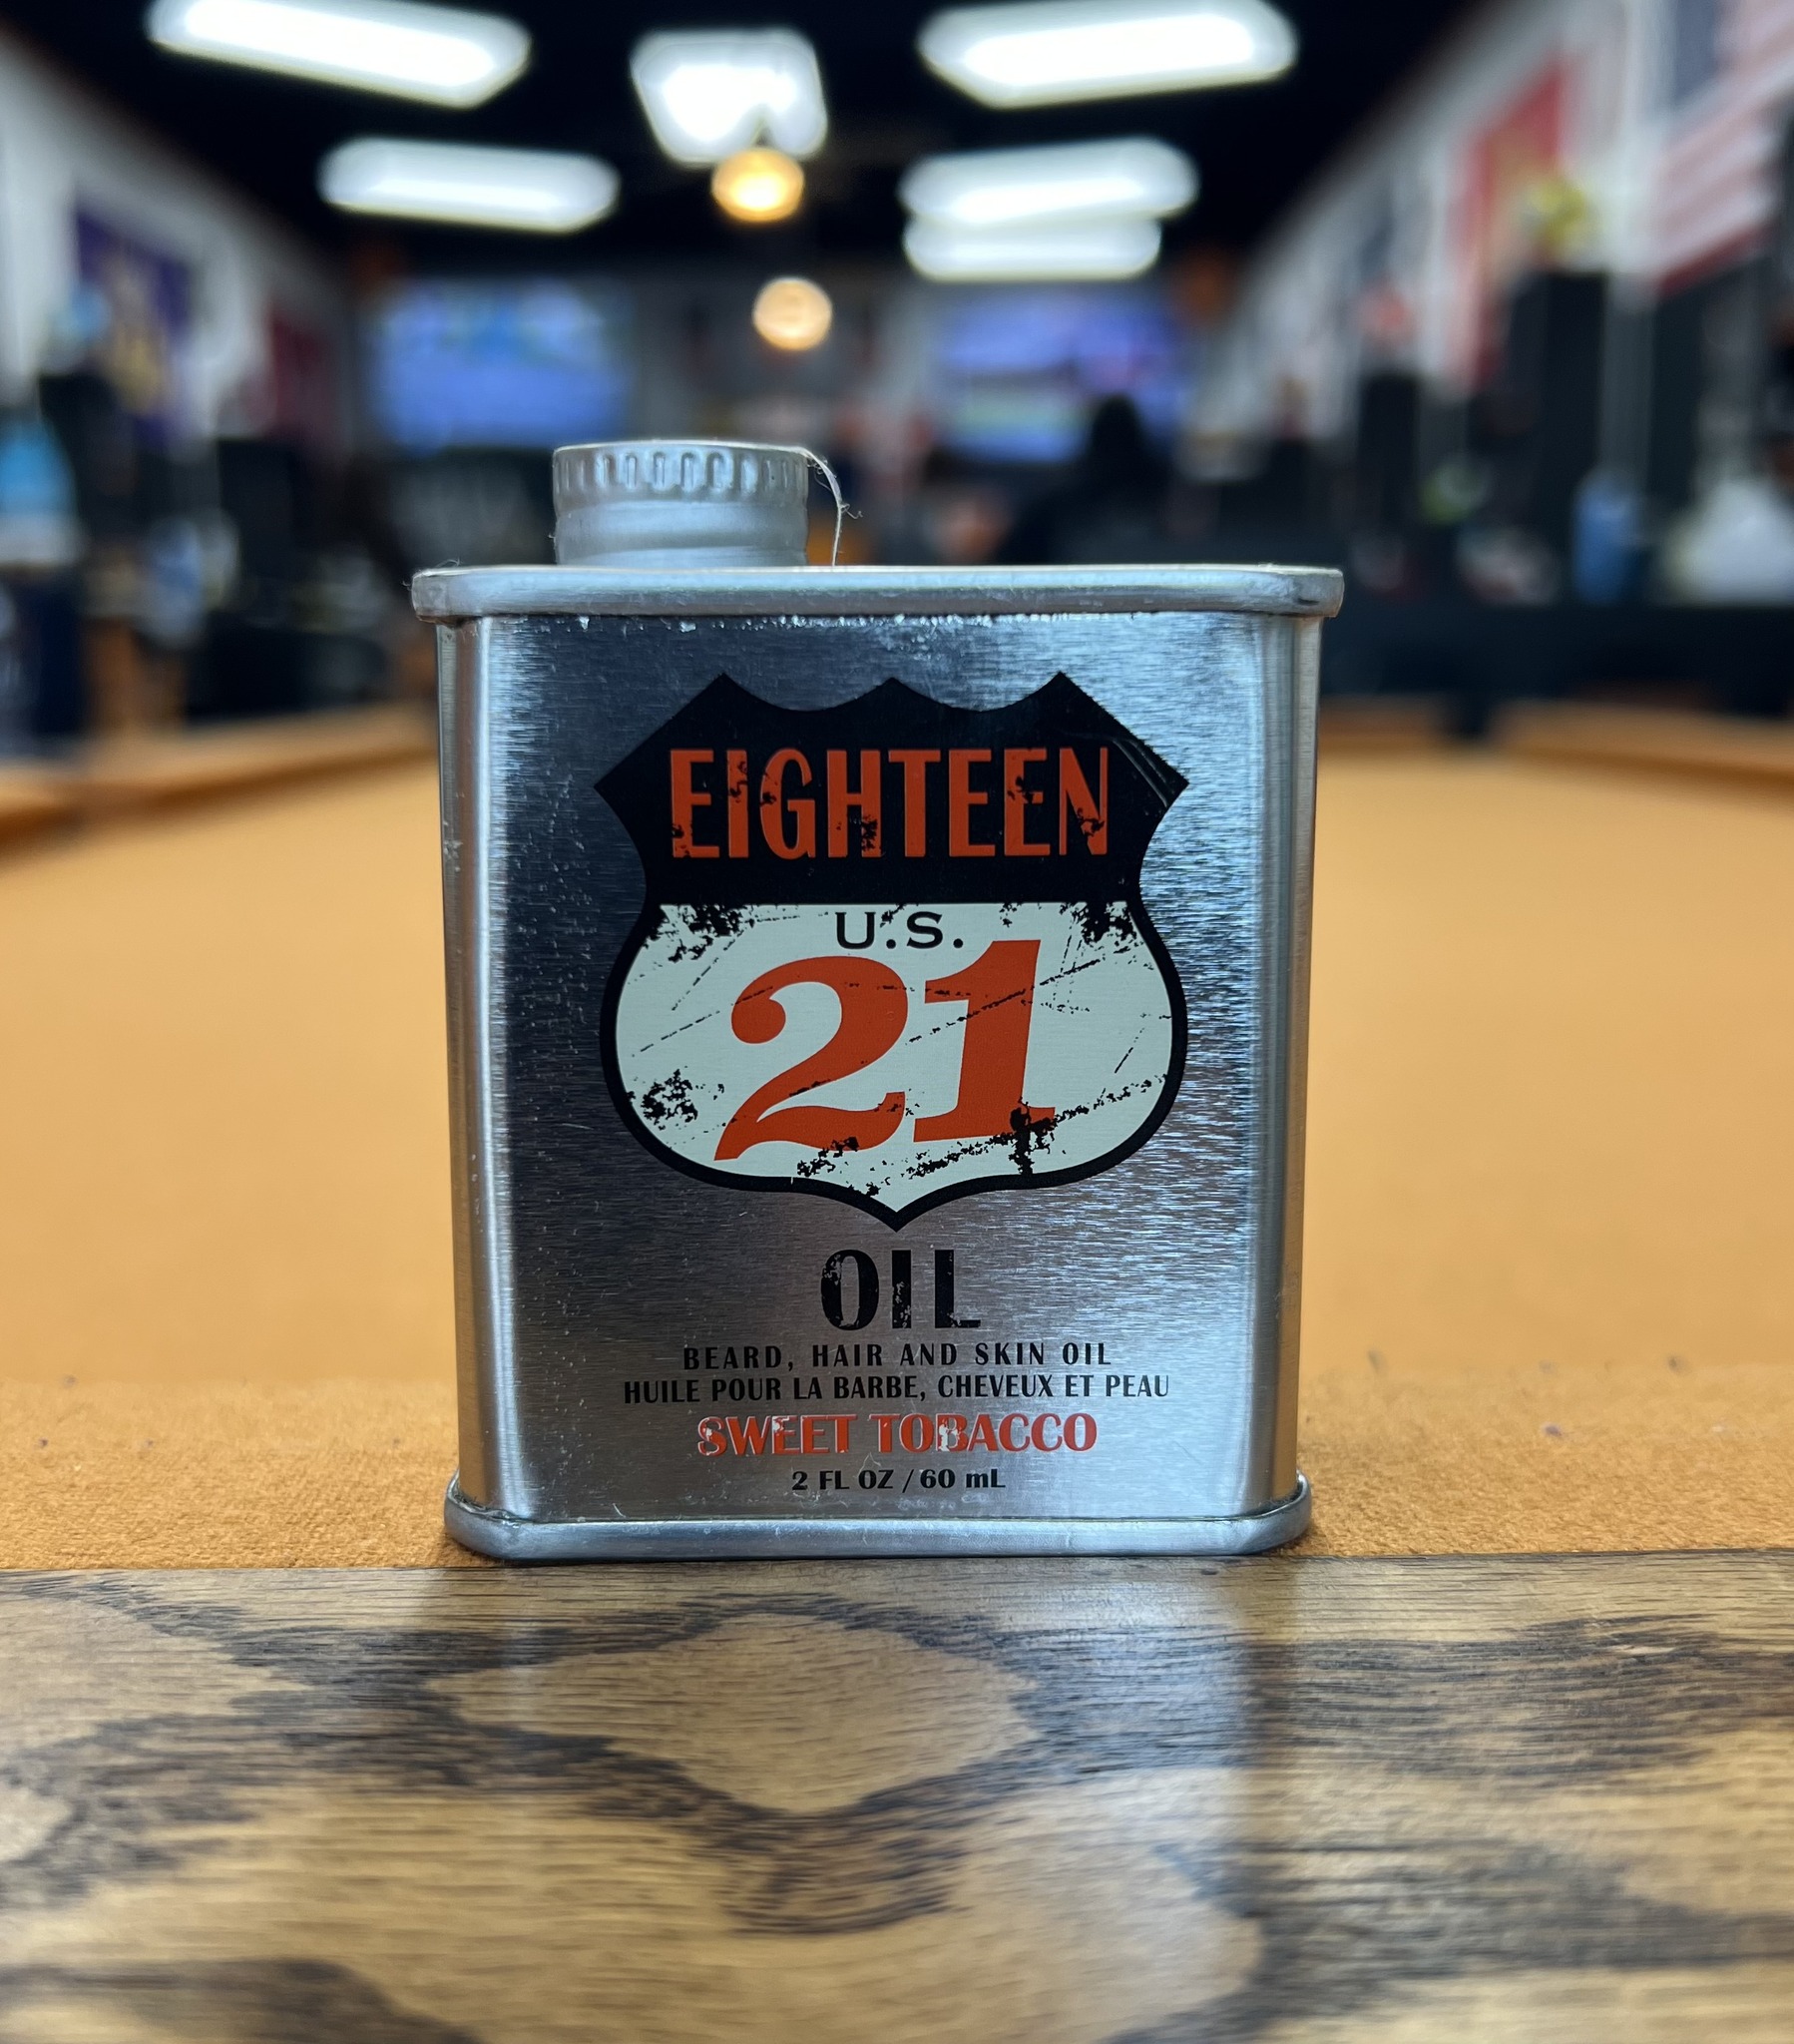 EIGHTEEN
U.S.
21
OIL
BEARD, HAIR AND SKIN OIL
HUILE POUR LA BARBE, CHEVEUX ET PEAU
SWEET TOBACCO
2 FL OZ / 60 mL